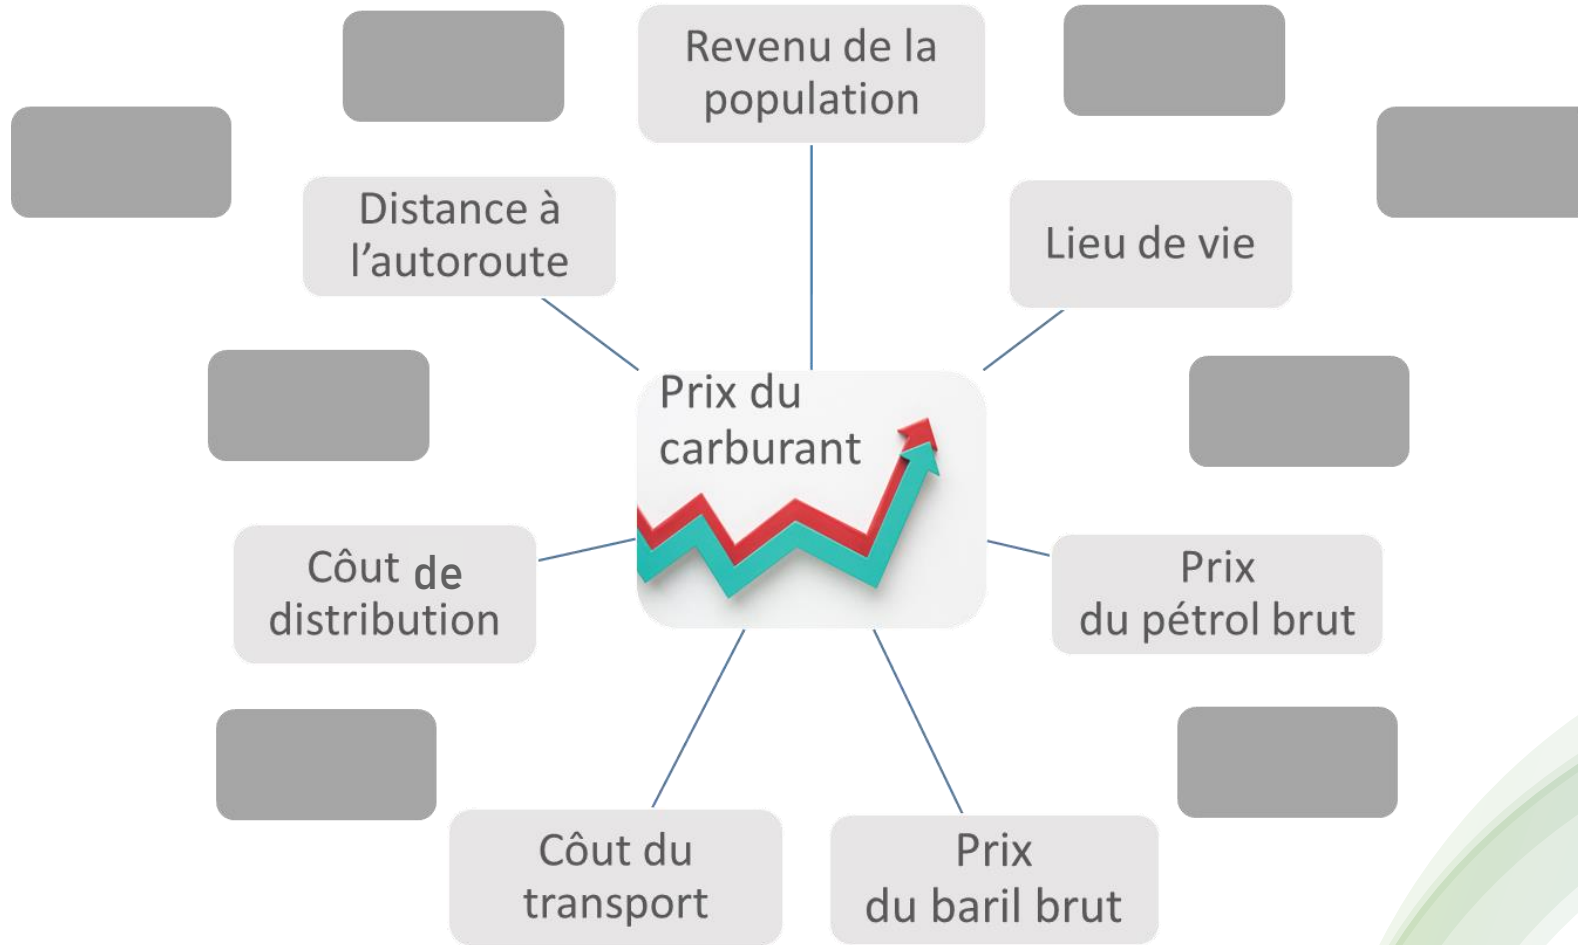 Revenu de la
population
Distance à
l’autoroute
Lieu de vie
Prix du
carburant
Côut de
distribution
Prix
du pétrol brut
Côut du
transport
Prix
du baril brut